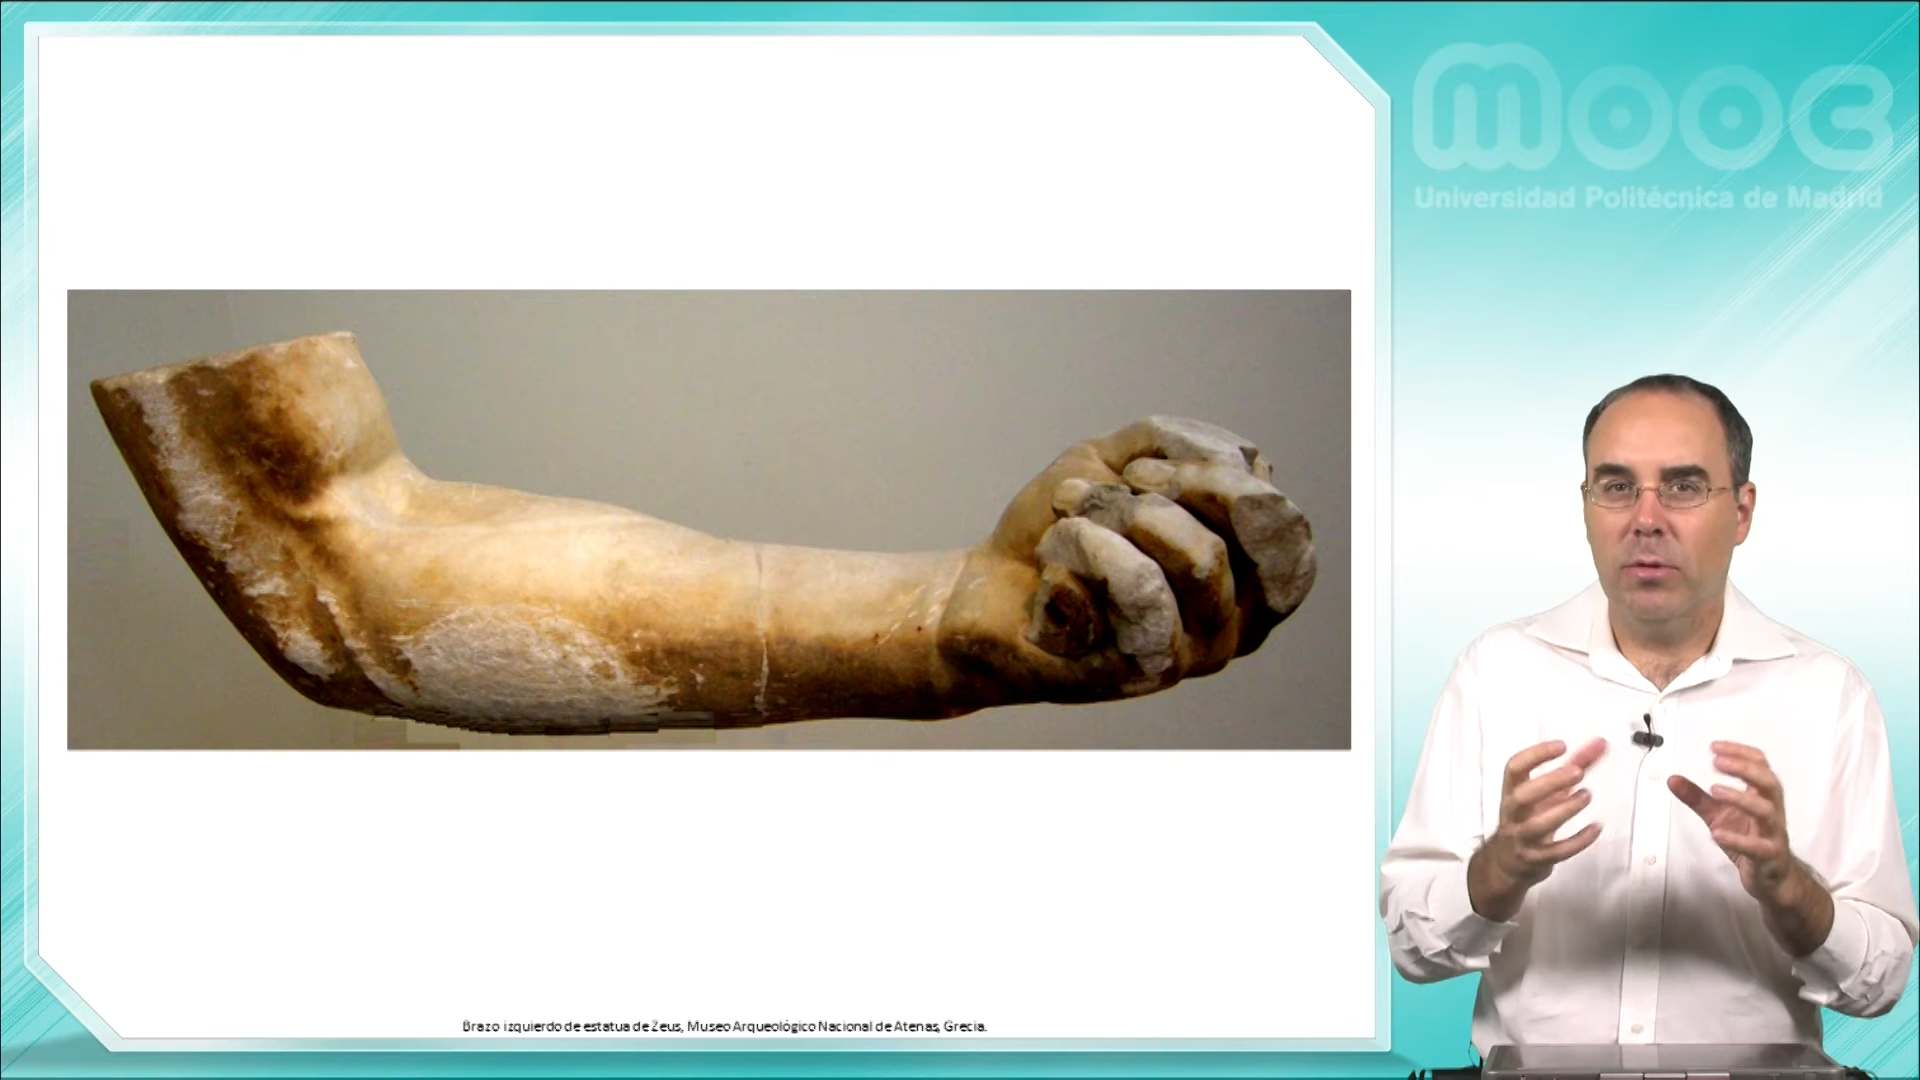 mooc
Universidad Politécnica de Madrid
Brazo izquierdo de estatua de Zeus, Museo Arqueológico Nacional de Atenas, Grecia.